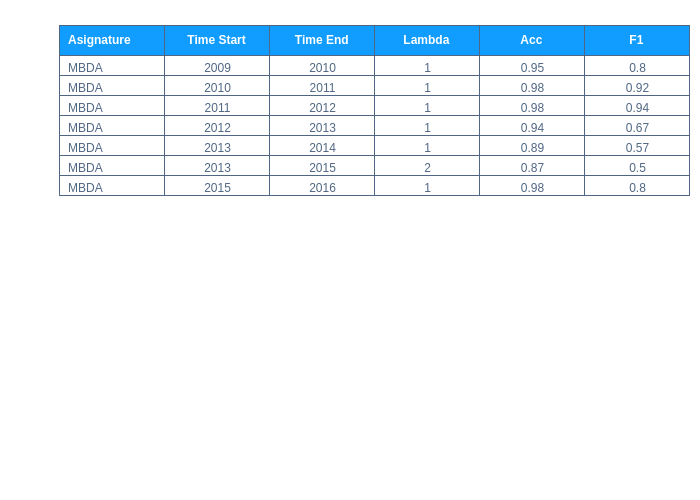 Asignature Time Start Time End Lambda Acc F1
MBDA 2009 2010 1 0.95 0.8
MBDA 2010 2011 1 0.98 0.92
MBDA 2011 2012 1 0.98 0.94
MBDA 2012 2013 1 0.94 0.67
MBDA 2013 2014 1 0.89 0.57
MBDA 2013 2015 2 0.87 0.5
MBDA 2015 2016 1 0.98 0.8